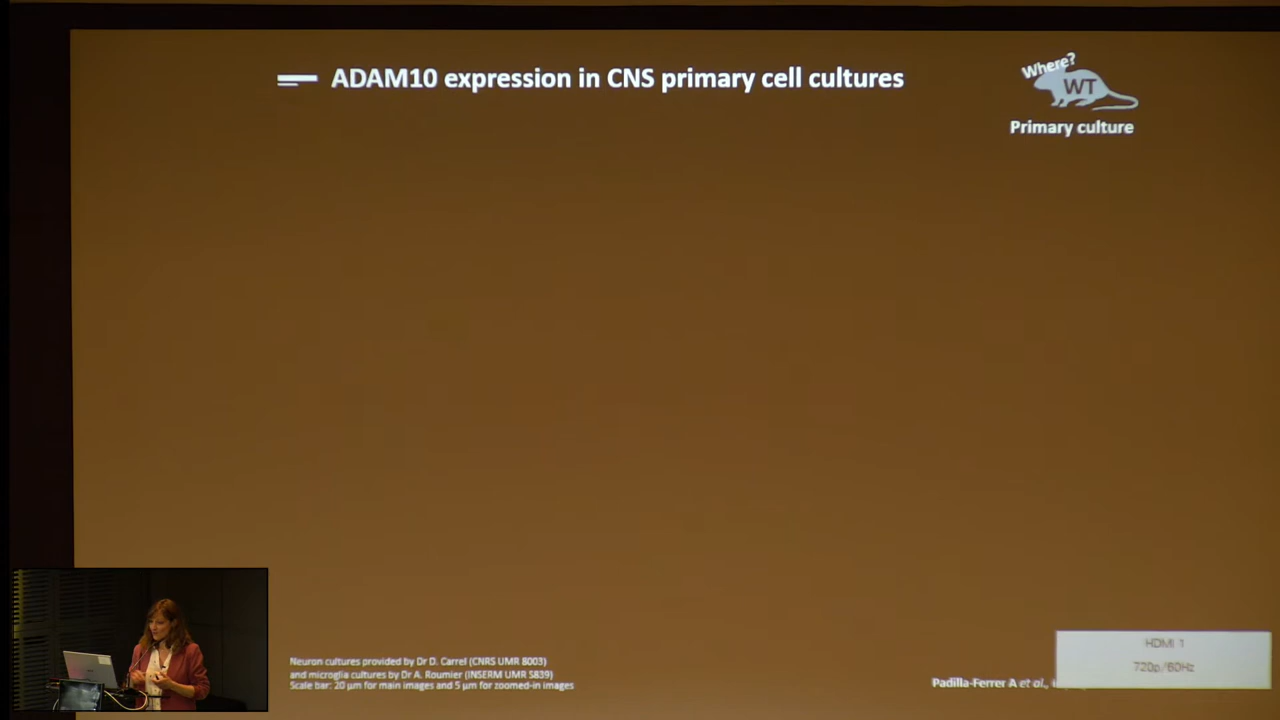 ADAM10 expression in CNS primary cell cultures
Where?
WT
Primary culture
Neuron cultures provided by Dr D. Carrel (CNRS UMR 8003)
and microglia cultures by Dr A. Roumier (INSERM UMR S839)
Scale bar: 20 µm for main images and 5 µm for zoomed-in images
Padilla-Ferrer A et al.,
HDMI 1
720p/60Hz